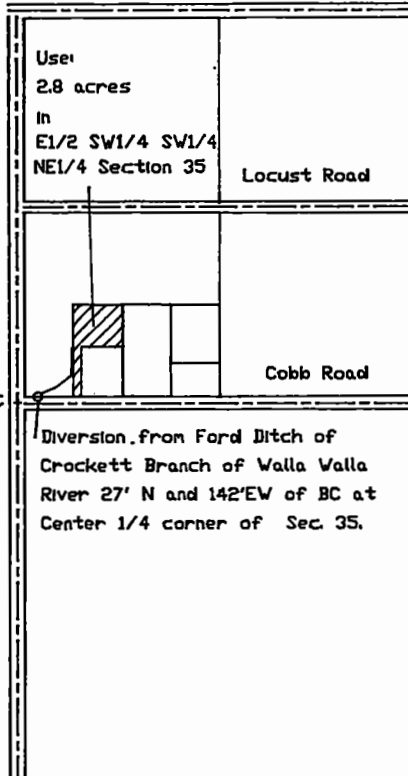 Use:
2.8 acres
in
E1/2 SW1/4 SW1/4
NE1/4 Section 35
Locust Road
Cobb Road
Diversion from Ford Ditch of
Crockett Branch of Walla Walla
River 27' N and 142'EW of BC at
Center 1/4 corner of Sec. 35.